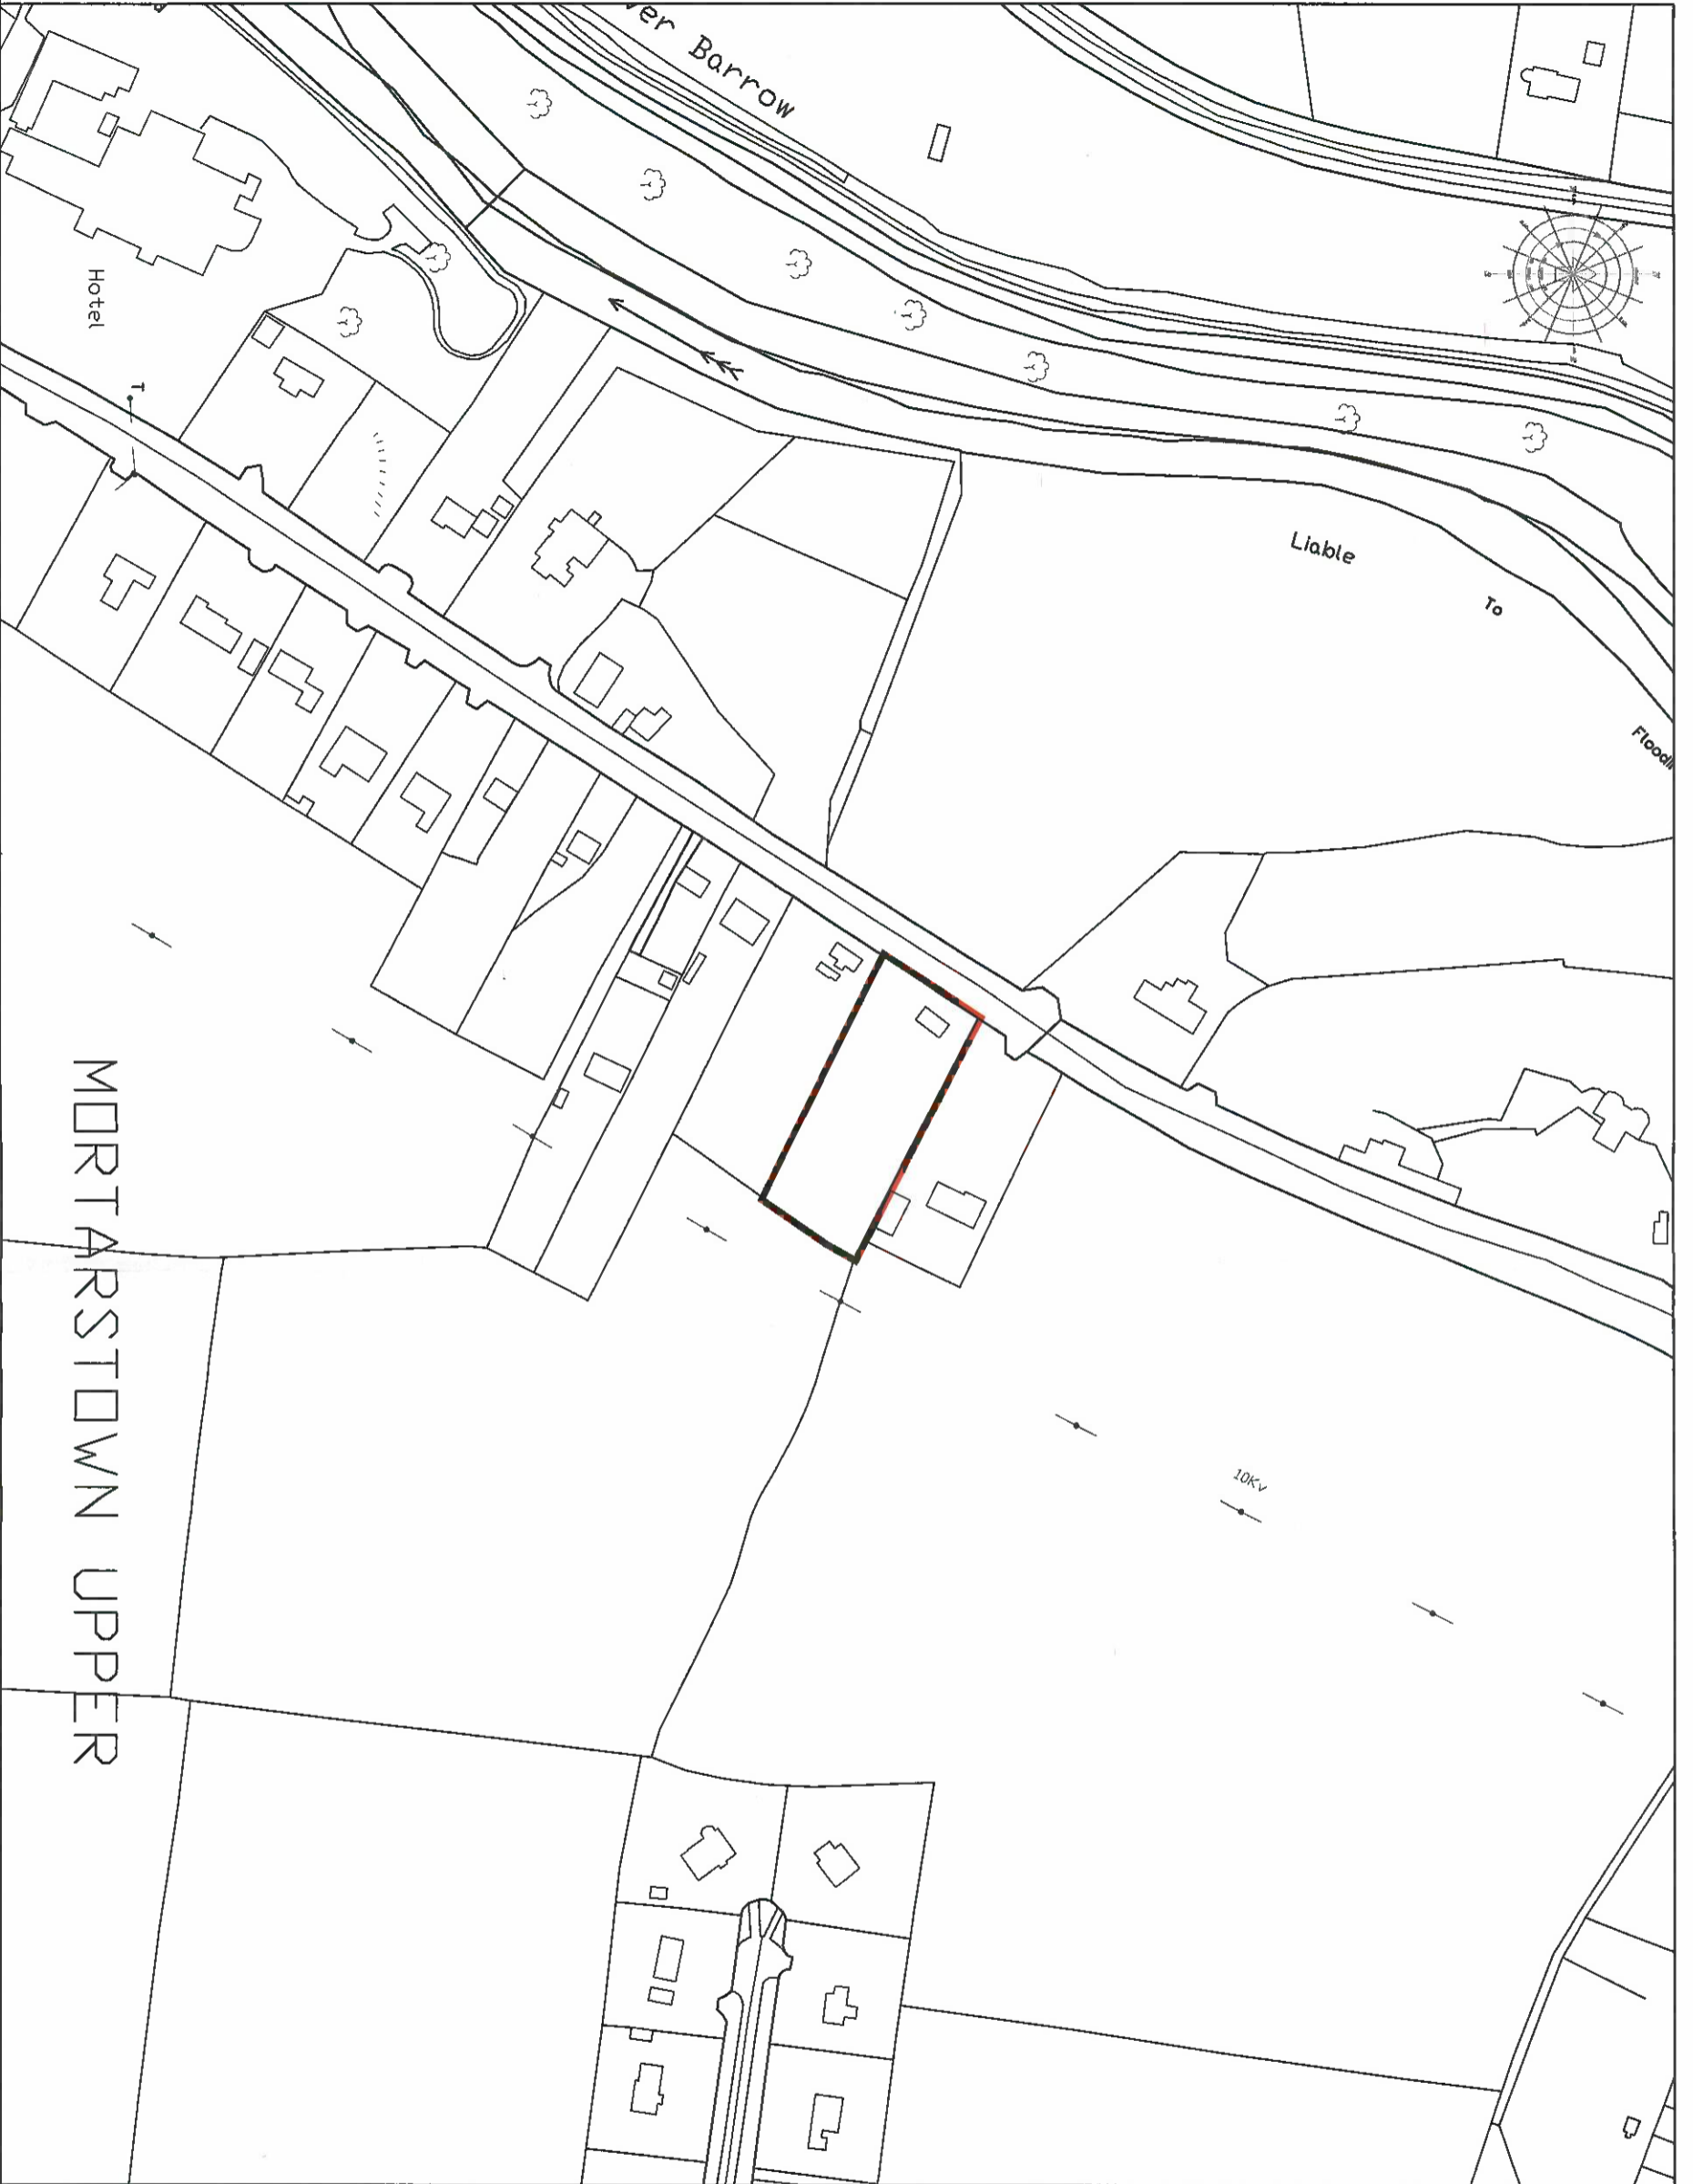 ver Barrow
Hotel
T
Liable
To
Floodi
10Kv
MORTARSTOWN UPPER